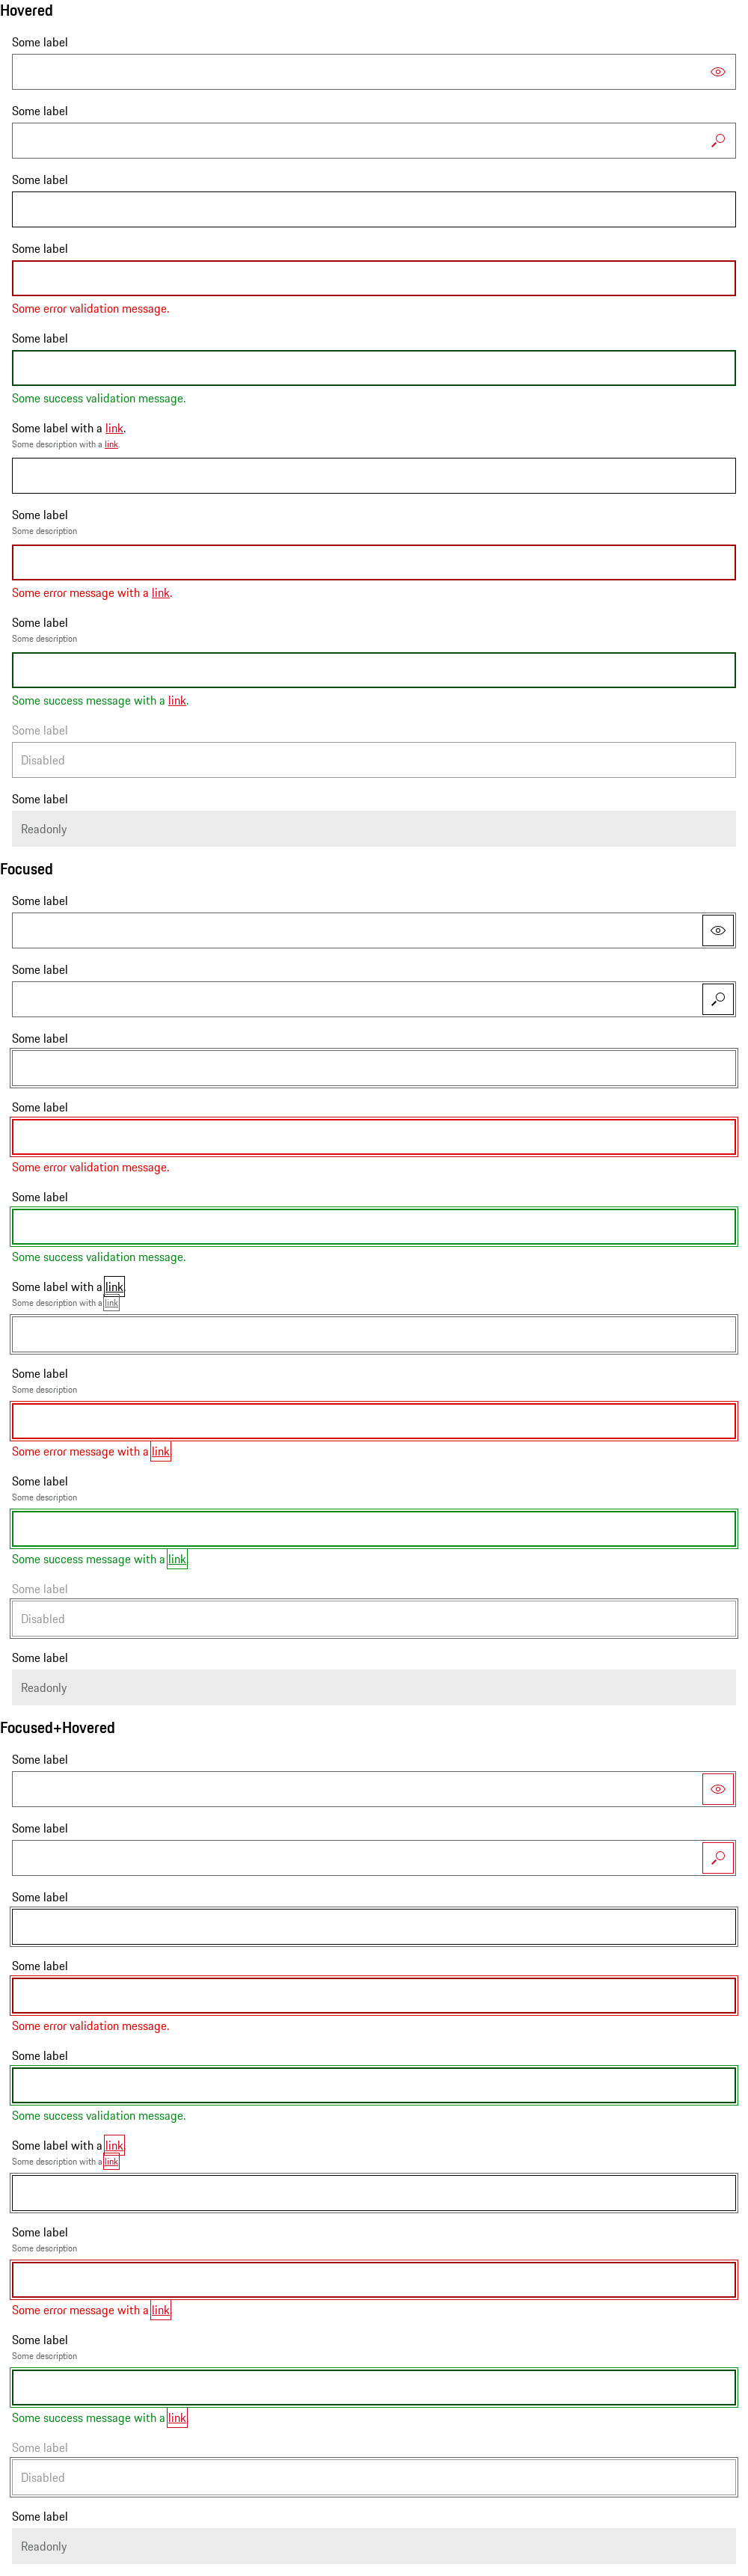 Hovered
Some label
Some label
Some label
Some label
Some error validation message.
Some label
Some success validation message.
Some label with a link.
Some description with a link.
Some label
Some description
Some error message with a link.
Some label
Some description
Some success message with a link.
Some label
Disabled
Some label
Readonly
Focused
Some label
Some label
Some label
Some label
Some error validation message.
Some label
Some success validation message.
Some label with a link.
Some description with a link.
Some label
Some description
Some error message with a link.
Some label
Some description
Some success message with a link.
Some label
Disabled
Some label
Readonly
Focused+Hovered
Some label
Some label
Some label
Some label
Some error validation message.
Some label
Some success validation message.
Some label with a link.
Some description with a link.
Some label
Some description
Some error message with a link.
Some label
Some description
Some success message with a link.
Some label
Disabled
Some label
Readonly